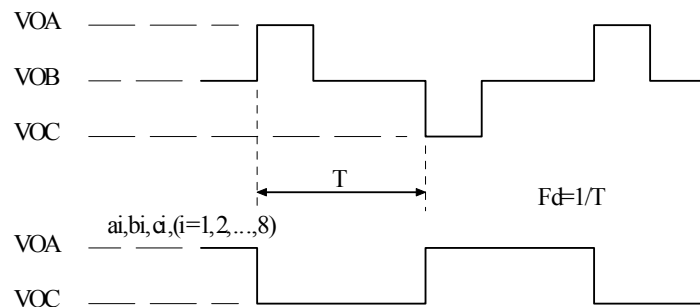 VOA
VOB
VOC
T
Fd=1/T
ai,bi,ci,(i=1,2,...,8)
VOA
VOC